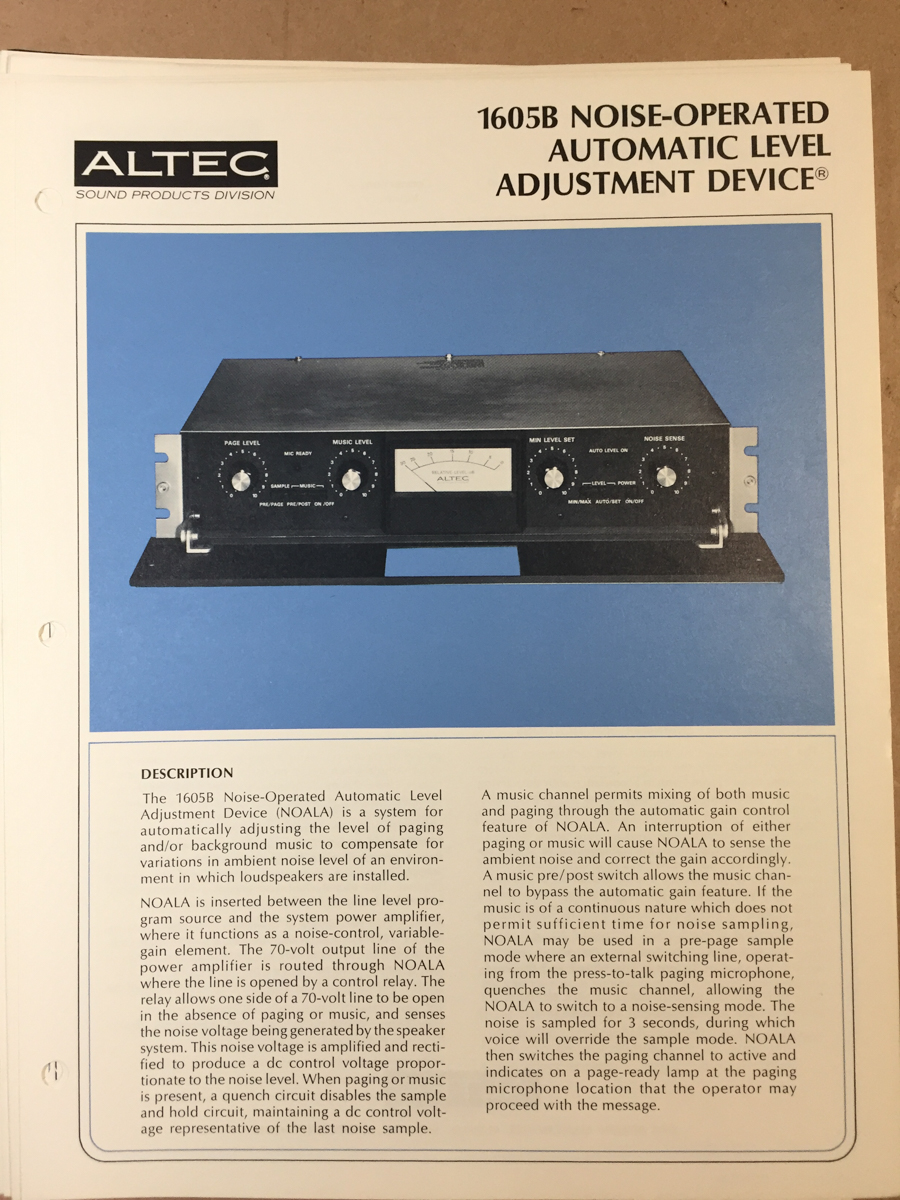 1605B NOISE-OPERATED
AUTOMATIC LEVEL
ADJUSTMENT DEVICE®
ALTEC®
SOUND PRODUCTS DIVISION
PAGE LEVEL
MIC READY
MUSIC LEVEL
SAMPLE MUSIC
PRE/PAGE PRE/POST ON/OFF
ALTEC
MIN LEVEL SET
AUTO LEVEL ON
NOISE SENSE
LEVEL POWER
MIN/MAX AUTO/SET ON/OFF
DESCRIPTION
The 1605B Noise-Operated Automatic Level
Adjustment Device (NOALA) is a system for
automatically adjusting the level of paging
and/or background music to compensate for
variations in ambient noise level of an environ-
ment in which loudspeakers are installed.
NOALA is inserted between the line level pro-
gram source and the system power amplifier,
where it functions as a noise-control, variable-
gain element. The 70-volt output line of the
power amplifier is routed through NOALA
where the line is opened by a control relay. The
relay allows one side of a 70-volt line to be open
in the absence of paging or music, and senses
the noise voltage being generated by the speaker
system. This noise voltage is amplified and recti-
fied to produce a dc control voltage propor-
tionate to the noise level. When paging or music
is present, a quench circuit disables the sample
and hold circuit, maintaining a dc control volt-
age representative of the last noise sample.
A music channel permits mixing of both music
and paging through the automatic gain control
feature of NOALA. An interruption of either
paging or music will cause NOALA to sense the
ambient noise and correct the gain accordingly.
A music pre/post switch allows the music chan-
nel to bypass the automatic gain feature. If the
music is of a continuous nature which does not
permit sufficient time for noise sampling,
NOALA may be used in a pre-page sample
mode where an external switching line, operat-
ing from the press-to-talk paging microphone,
quenches the music channel, allowing the
NOALA to switch to a noise-sensing mode. The
noise is sampled for 3 seconds, during which
voice will override the sample mode. NOALA
then switches the paging channel to active and
indicates on a page-ready lamp at the paging
microphone location that the operator may
proceed with the message.